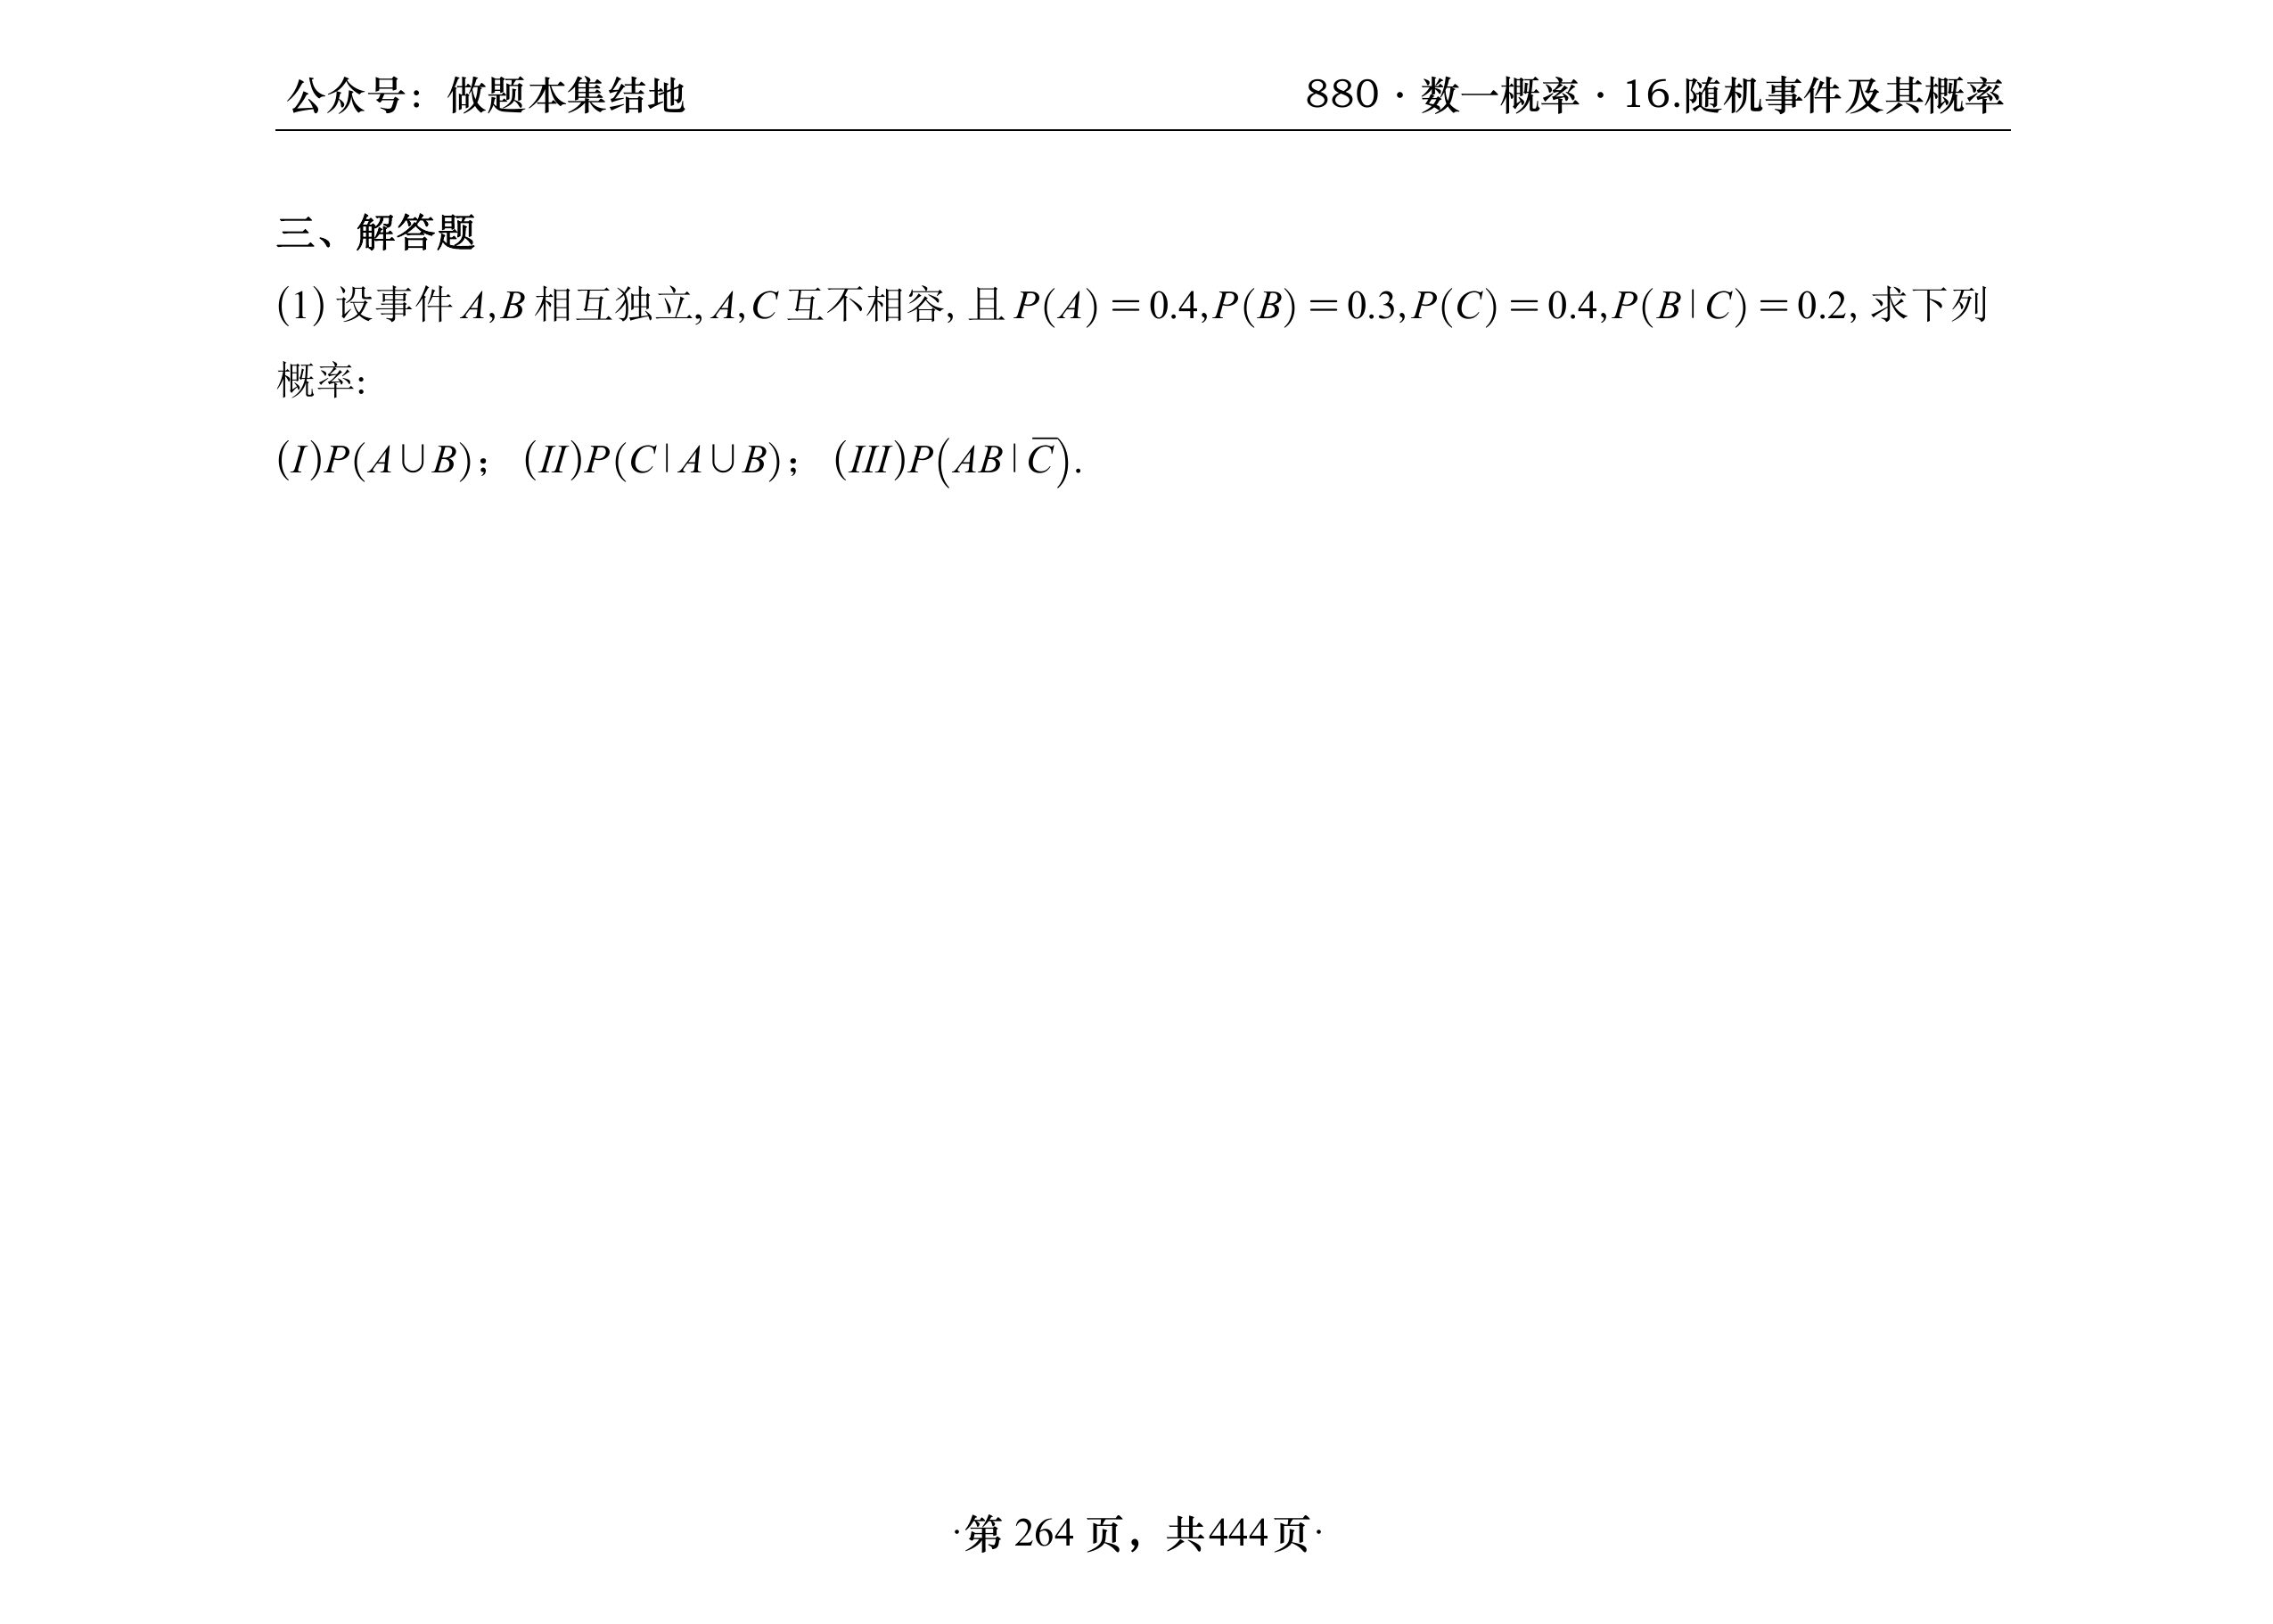 公众号：做题本集结地
880·数一概率·16.随机事件及其概率
三、解答题
(1) 设事件 A,B 相互独立, A,C 互不相容, 且 P(A)=0.4,P(B)=0.3,P(C)=0.4,P(B|C)=0.2, 求下列
概率:
(I)P(A∪B)； (II)P(C|A∪B)； (III)P(AB|C̅).
·第 264 页，共444页·